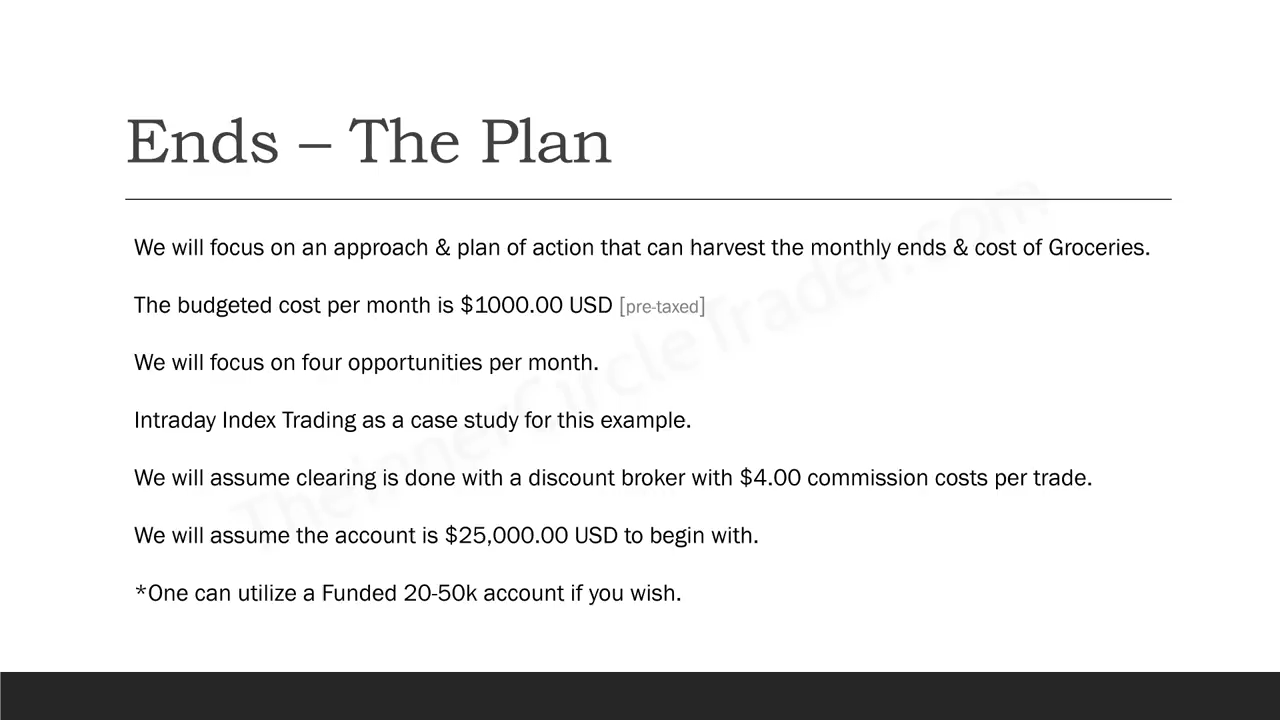 Ends – The Plan
We will focus on an approach & plan of action that can harvest the monthly ends & cost of Groceries.
The budgeted cost per month is $1000.00 USD [pre-taxed]
We will focus on four opportunities per month.
Intraday Index Trading as a case study for this example.
We will assume clearing is done with a discount broker with $4.00 commission costs per trade.
We will assume the account is $25,000.00 USD to begin with.
*One can utilize a Funded 20-50k account if you wish.
TheInnerCircleTrader.com